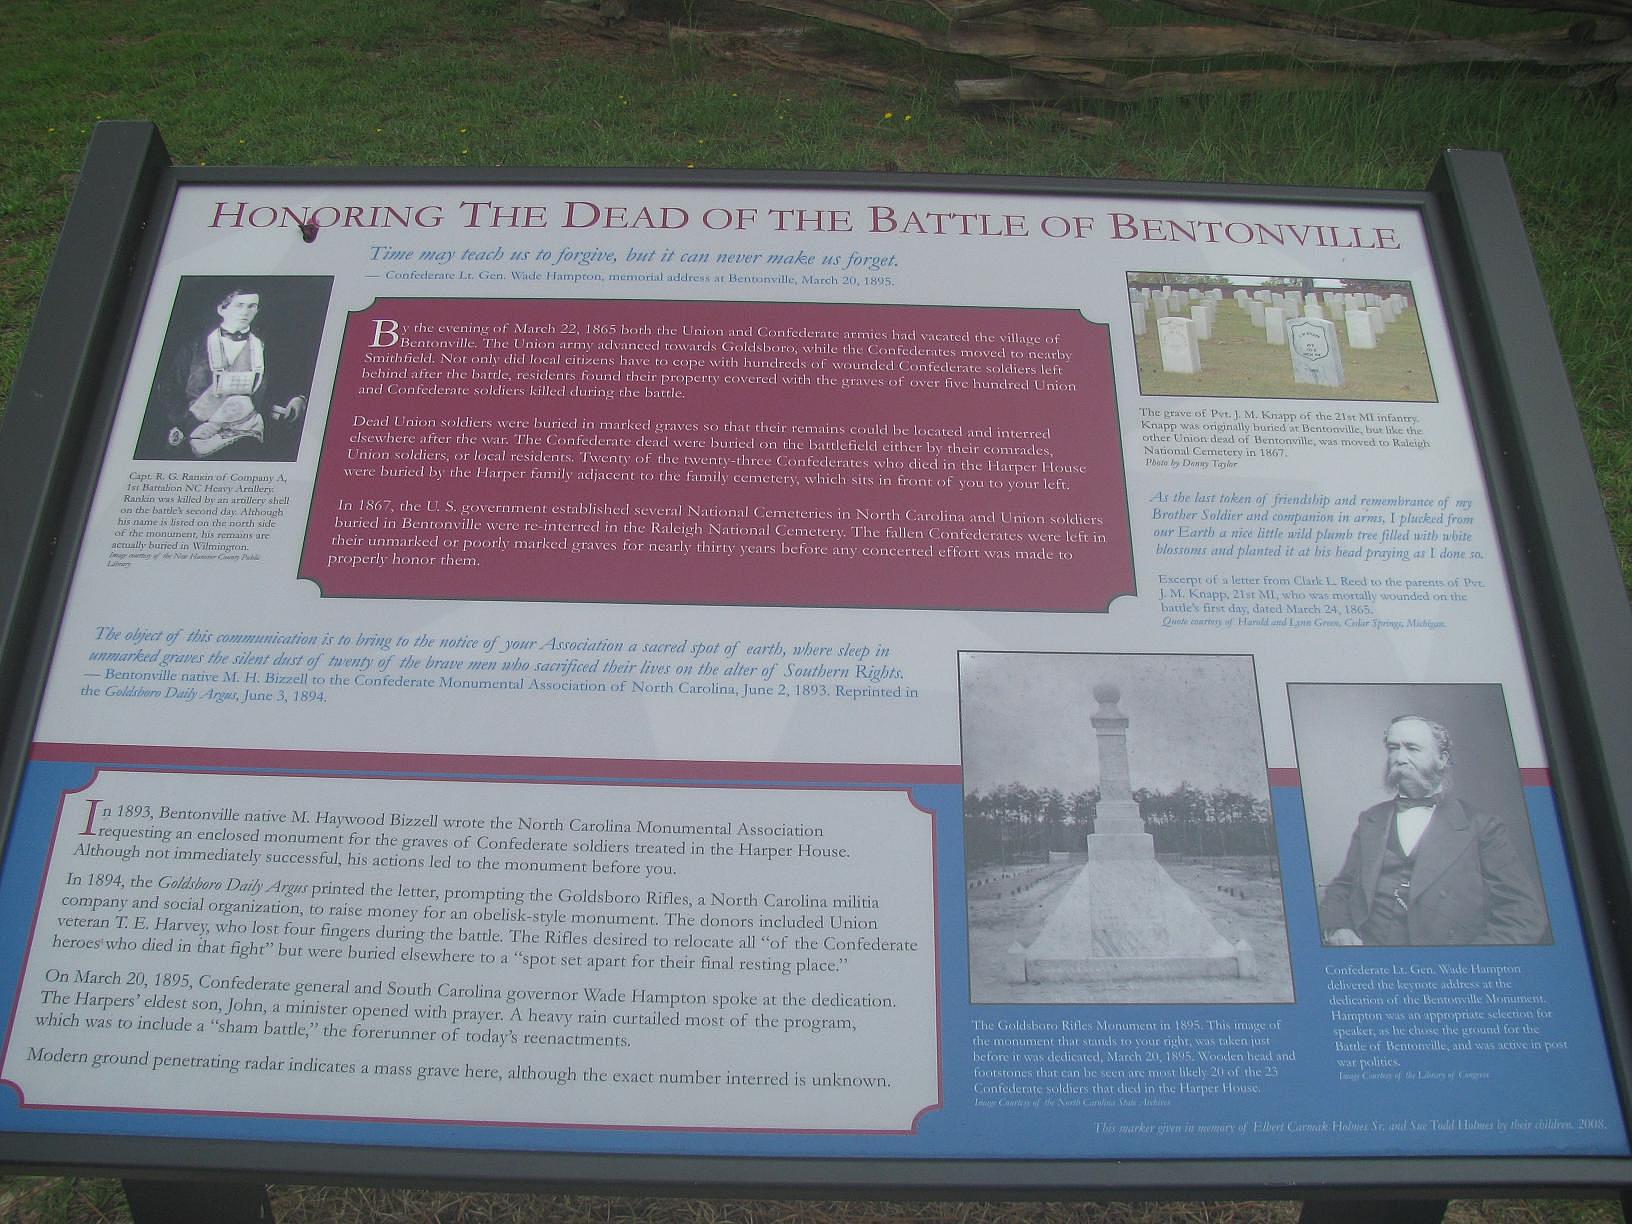 HONORING THE DEAD OF THE BATTLE OF BENTONVILLE
Time may teach us to forgive, but it can never make us forget.
— Confederate Lt. Gen. Wade Hampton, memorial address at Bentonville, March 20, 1895.
Capt. R. G. Rankin of Company A,
1st Battalion NC Heavy Artillery.
Rankin was killed by an artillery shell
on the battle's second day. Although
his name is listed on the north side
of the monument, his remains are
actually buried in Wilmington.
Image courtesy of the New Hanover County Public
Library
By the evening of March 22, 1865 both the Union and Confederate armies had vacated the village of
Bentonville. The Union army advanced towards Goldsboro, while the Confederates moved to nearby
Smithfield. Not only did local citizens have to cope with hundreds of wounded Confederate soldiers left
behind after the battle, residents found their property covered with the graves of over five hundred Union
and Confederate soldiers killed during the battle.
Dead Union soldiers were buried in marked graves so that their remains could be located and interred
elsewhere after the war. The Confederate dead were buried on the battlefield either by their comrades,
Union soldiers, or local residents. Twenty of the twenty-three Confederates who died in the Harper House
were buried by the Harper family adjacent to the family cemetery, which sits in front of you to your left.
In 1867, the U. S. government established several National Cemeteries in North Carolina and Union soldiers
buried in Bentonville were re-interred in the Raleigh National Cemetery. The fallen Confederates were left in
their unmarked or poorly marked graves for nearly thirty years before any concerted effort was made to
properly honor them.
The grave of Pvt. J. M. Knapp of the 21st MI infantry.
Knapp was originally buried at Bentonville, but like the
other Union dead of Bentonville, was moved to Raleigh
National Cemetery in 1867.
Photo by Donny Taylor
As the last token of friendship and remembrance of my
Brother Soldier and companion in arms, I plucked from
our Earth a nice little wild plumb tree filled with white
blossoms and planted it at his head praying as I done so.
Excerpt of a letter from Clark L. Reed to the parents of Pvt.
J. M. Knapp, 21st MI, who was mortally wounded on the
battle's first day, dated March 24, 1865.
Quote courtesy of Harold and Lynn Green, Cedar Springs, Michigan.
The object of this communication is to bring to the notice of your Association a sacred spot of earth, where sleep in
unmarked graves the silent dust of twenty of the brave men who sacrificed their lives on the alter of Southern Rights.
— Bentonville native M. H. Bizzell to the Confederate Monumental Association of North Carolina, June 2, 1893. Reprinted in
the Goldsboro Daily Argus, June 3, 1894.
In 1893, Bentonville native M. Haywood Bizzell wrote the North Carolina Monumental Association
requesting an enclosed monument for the graves of Confederate soldiers treated in the Harper House.
Although not immediately successful, his actions led to the monument before you.
In 1894, the Goldsboro Daily Argus printed the letter, prompting the Goldsboro Rifles, a North Carolina militia
company and social organization, to raise money for an obelisk-style monument. The donors included Union
veteran T. E. Harvey, who lost four fingers during the battle. The Rifles desired to relocate all "of the Confederate
heroes who died in that fight" but were buried elsewhere to a "spot set apart for their final resting place."
On March 20, 1895, Confederate general and South Carolina governor Wade Hampton spoke at the dedication.
The Harpers' eldest son, John, a minister opened with prayer. A heavy rain curtailed most of the program,
which was to include a "sham battle," the forerunner of today's reenactments.
Modern ground penetrating radar indicates a mass grave here, although the exact number interred is unknown.
The Goldsboro Rifles Monument in 1895. This image of
the monument that stands to your right, was taken just
before it was dedicated, March 20, 1895. Wooden head and
footstones that can be seen are most likely 20 of the 23
Confederate soldiers that died in the Harper House.
Image Courtesy of the North Carolina State Archives
Confederate Lt. Gen. Wade Hampton
delivered the keynote address at the
dedication of the Bentonville Monument.
Hampton was an appropriate selection for
speaker, as he chose the ground for the
Battle of Bentonville, and was active in post
war politics.
Image Courtesy of the Library of Congress
This marker given in memory of Elbert Carmak Holmes Sr. and Sue Todd Holmes by their children. 2008.